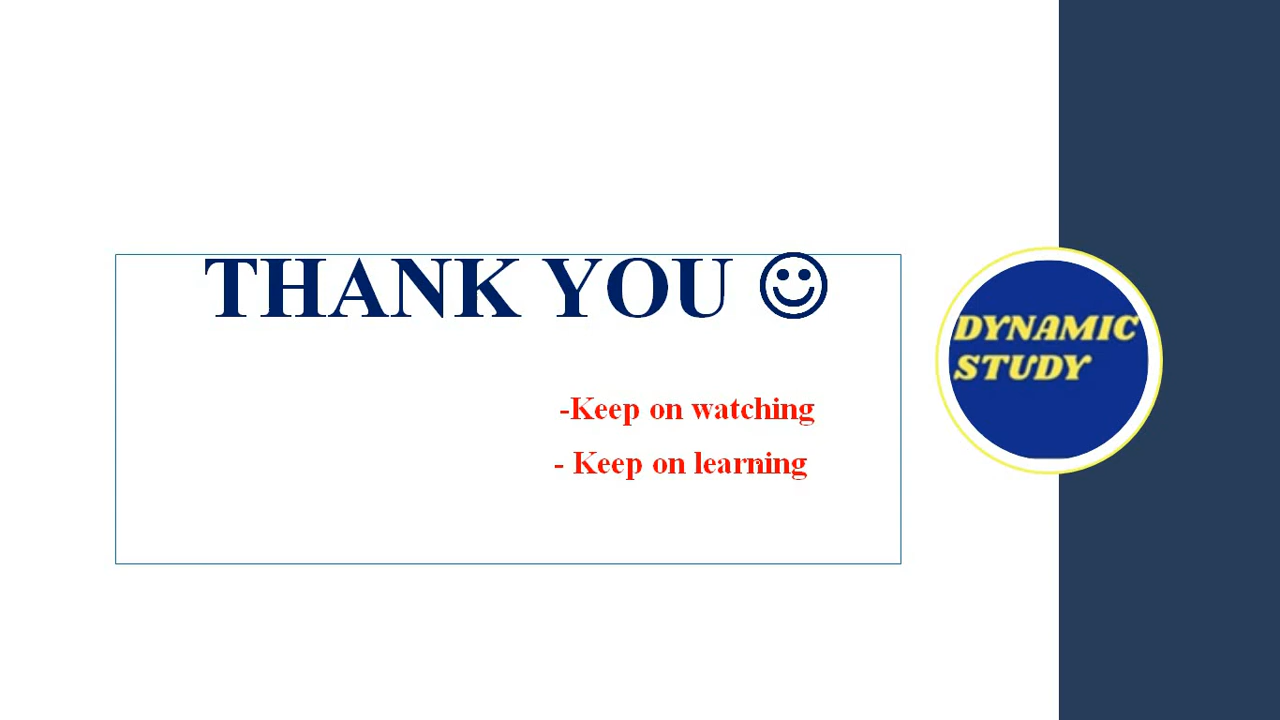 THANK YOU ☺
-Keep on watching
- Keep on learning
DYNAMIC
STUDY